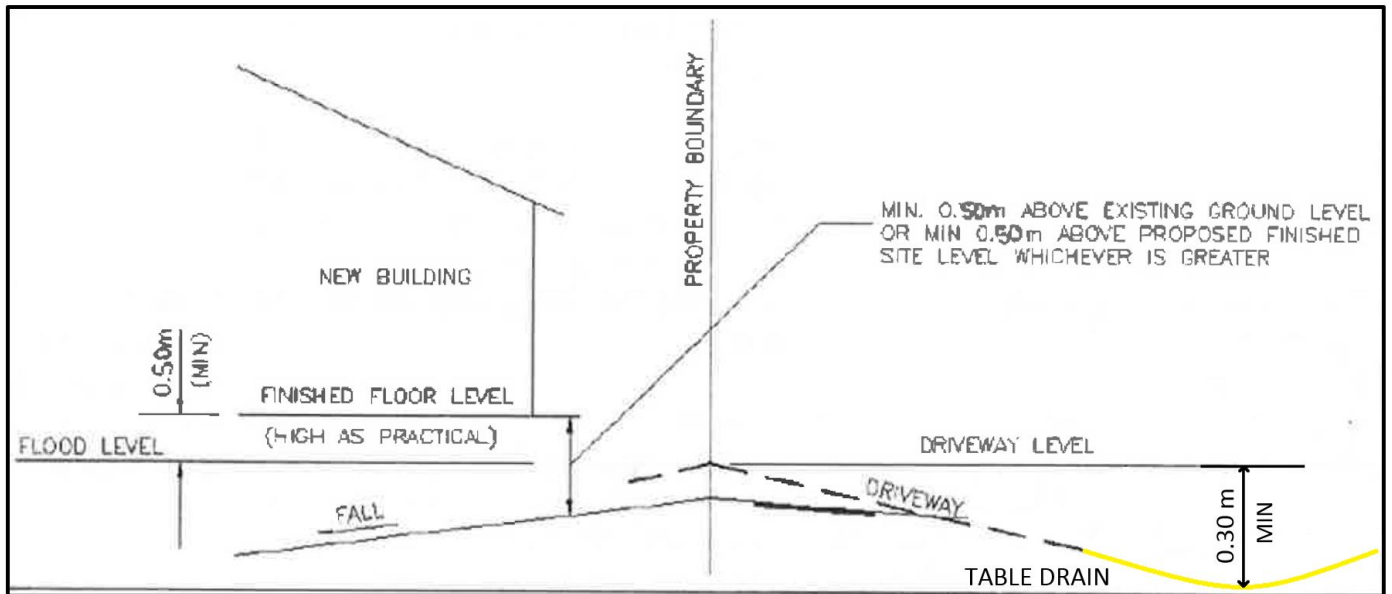 PROPERTY BOUNDARY
MIN. 0.50m ABOVE EXISTING GROUND LEVEL
OR MIN 0.50m ABOVE PROPOSED FINISHED
SITE LEVEL WHICHEVER IS GREATER
NEW BUILDING
0.50m
(MIN)
FINISHED FLOOR LEVEL
(HIGH AS PRACTICAL)
FLOOD LEVEL
DRIVEWAY LEVEL
DRIVEWAY
FALL
0.30 m
MIN
TABLE DRAIN